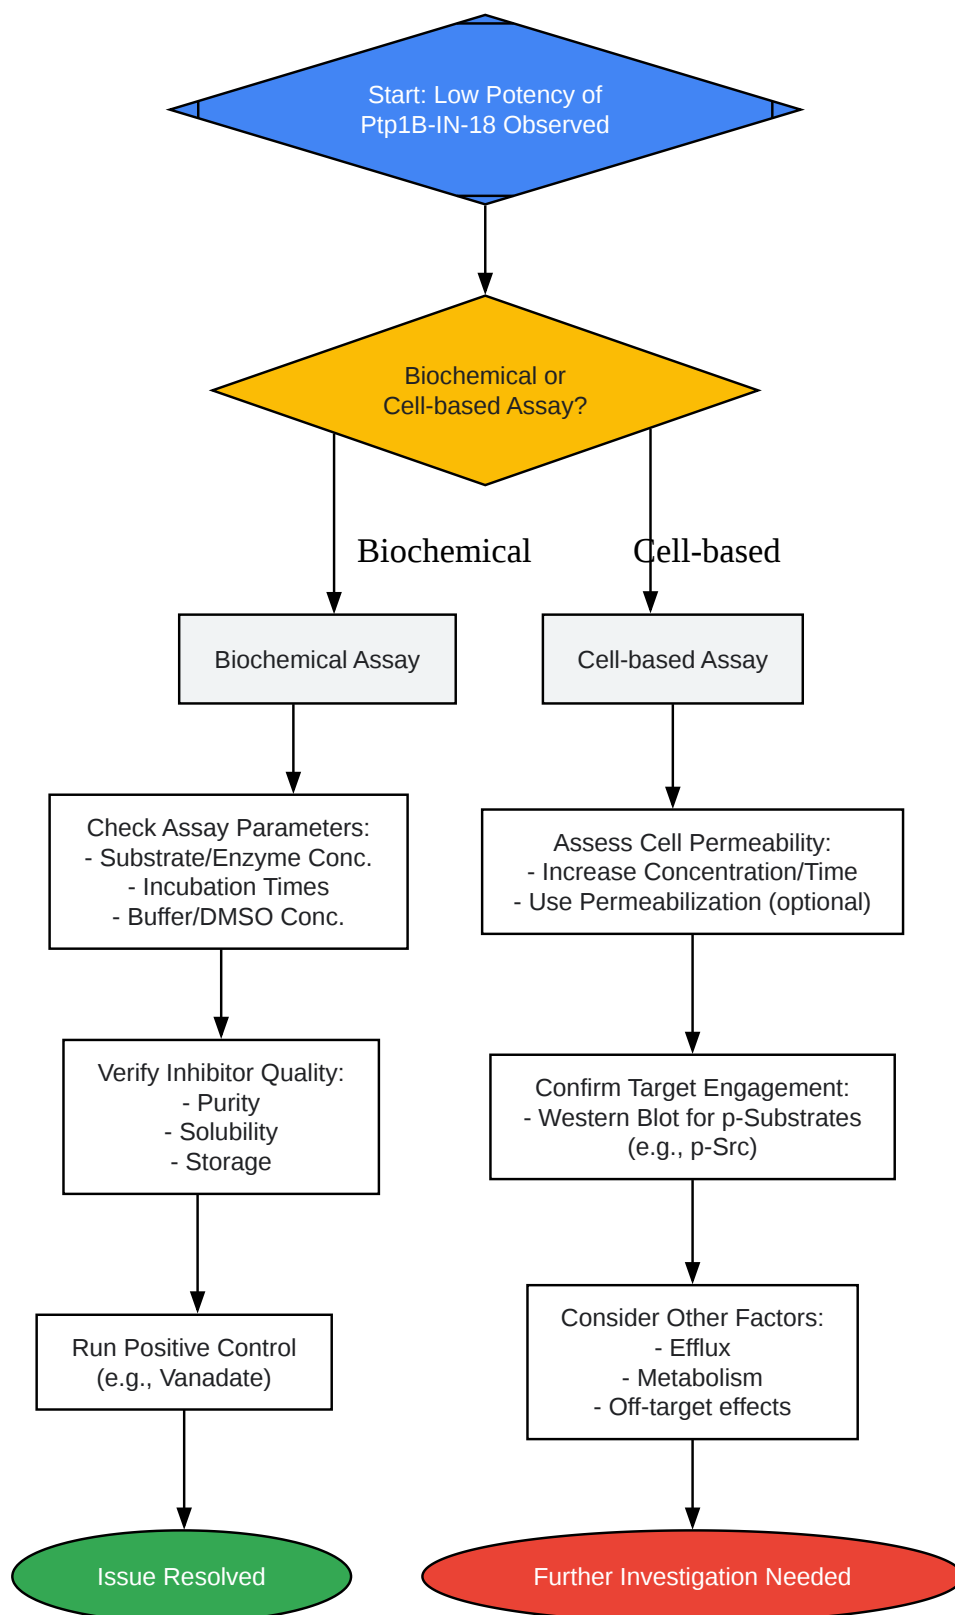 Start: Low Potency of
Ptp1B-IN-18 Observed
Biochemical or
Cell-based Assay?
Biochemical
Cell-based
Biochemical Assay
Cell-based Assay
Check Assay Parameters:
- Substrate/Enzyme Conc.
- Incubation Times
- Buffer/DMSO Conc.
Assess Cell Permeability:
- Increase Concentration/Time
- Use Permeabilization (optional)
Verify Inhibitor Quality:
- Purity
- Solubility
- Storage
Confirm Target Engagement:
- Western Blot for p-Substrates
(e.g., p-Src)
Run Positive Control
(e.g., Vanadate)
Consider Other Factors:
- Efflux
- Metabolism
- Off-target effects
Issue Resolved
Further Investigation Needed